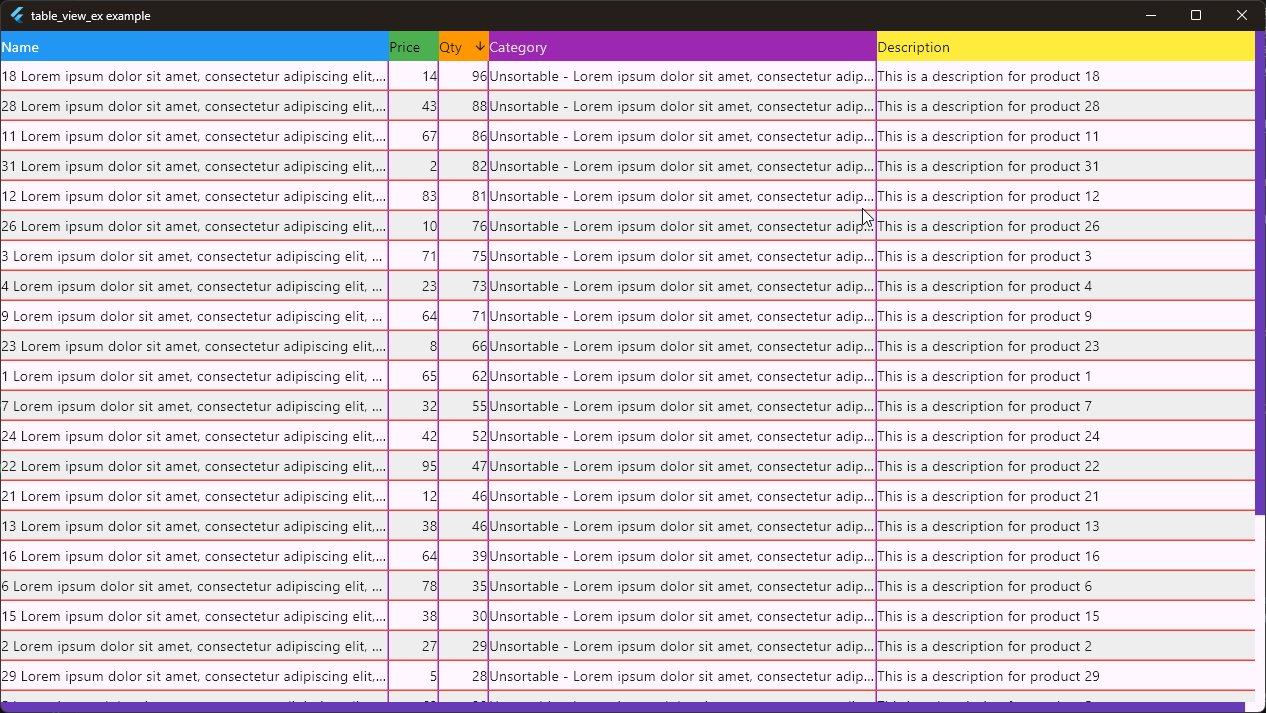 table_view_ex example
Name Price Qty Category Description
18 Lorem ipsum dolor sit amet, consectetur adipiscing elit,... 14 96 Unsortable - Lorem ipsum dolor sit amet, consectetur adip... This is a description for product 18
28 Lorem ipsum dolor sit amet, consectetur adipiscing elit,... 43 88 Unsortable - Lorem ipsum dolor sit amet, consectetur adip... This is a description for product 28
11 Lorem ipsum dolor sit amet, consectetur adipiscing elit,... 67 86 Unsortable - Lorem ipsum dolor sit amet, consectetur adip... This is a description for product 11
31 Lorem ipsum dolor sit amet, consectetur adipiscing elit,... 2 82 Unsortable - Lorem ipsum dolor sit amet, consectetur adip... This is a description for product 31
12 Lorem ipsum dolor sit amet, consectetur adipiscing elit,... 83 81 Unsortable - Lorem ipsum dolor sit amet, consectetur adip... This is a description for product 12
26 Lorem ipsum dolor sit amet, consectetur adipiscing elit,... 10 76 Unsortable - Lorem ipsum dolor sit amet, consectetur adip... This is a description for product 26
3 Lorem ipsum dolor sit amet, consectetur adipiscing elit, ... 71 75 Unsortable - Lorem ipsum dolor sit amet, consectetur adip... This is a description for product 3
4 Lorem ipsum dolor sit amet, consectetur adipiscing elit, ... 23 73 Unsortable - Lorem ipsum dolor sit amet, consectetur adip... This is a description for product 4
9 Lorem ipsum dolor sit amet, consectetur adipiscing elit, ... 64 71 Unsortable - Lorem ipsum dolor sit amet, consectetur adip... This is a description for product 9
23 Lorem ipsum dolor sit amet, consectetur adipiscing elit,... 8 66 Unsortable - Lorem ipsum dolor sit amet, consectetur adip... This is a description for product 23
1 Lorem ipsum dolor sit amet, consectetur adipiscing elit, ... 65 62 Unsortable - Lorem ipsum dolor sit amet, consectetur adip... This is a description for product 1
7 Lorem ipsum dolor sit amet, consectetur adipiscing elit, ... 32 55 Unsortable - Lorem ipsum dolor sit amet, consectetur adip... This is a description for product 7
24 Lorem ipsum dolor sit amet, consectetur adipiscing elit,... 42 52 Unsortable - Lorem ipsum dolor sit amet, consectetur adip... This is a description for product 24
22 Lorem ipsum dolor sit amet, consectetur adipiscing elit,... 95 47 Unsortable - Lorem ipsum dolor sit amet, consectetur adip... This is a description for product 22
21 Lorem ipsum dolor sit amet, consectetur adipiscing elit,... 12 46 Unsortable - Lorem ipsum dolor sit amet, consectetur adip... This is a description for product 21
13 Lorem ipsum dolor sit amet, consectetur adipiscing elit,... 38 46 Unsortable - Lorem ipsum dolor sit amet, consectetur adip... This is a description for product 13
16 Lorem ipsum dolor sit amet, consectetur adipiscing elit,... 64 39 Unsortable - Lorem ipsum dolor sit amet, consectetur adip... This is a description for product 16
6 Lorem ipsum dolor sit amet, consectetur adipiscing elit, ... 78 35 Unsortable - Lorem ipsum dolor sit amet, consectetur adip... This is a description for product 6
15 Lorem ipsum dolor sit amet, consectetur adipiscing elit,... 38 30 Unsortable - Lorem ipsum dolor sit amet, consectetur adip... This is a description for product 15
2 Lorem ipsum dolor sit amet, consectetur adipiscing elit, ... 27 29 Unsortable - Lorem ipsum dolor sit amet, consectetur adip... This is a description for product 2
29 Lorem ipsum dolor sit amet, consectetur adipiscing elit,... 5 28 Unsortable - Lorem ipsum dolor sit amet, consectetur adip... This is a description for product 29